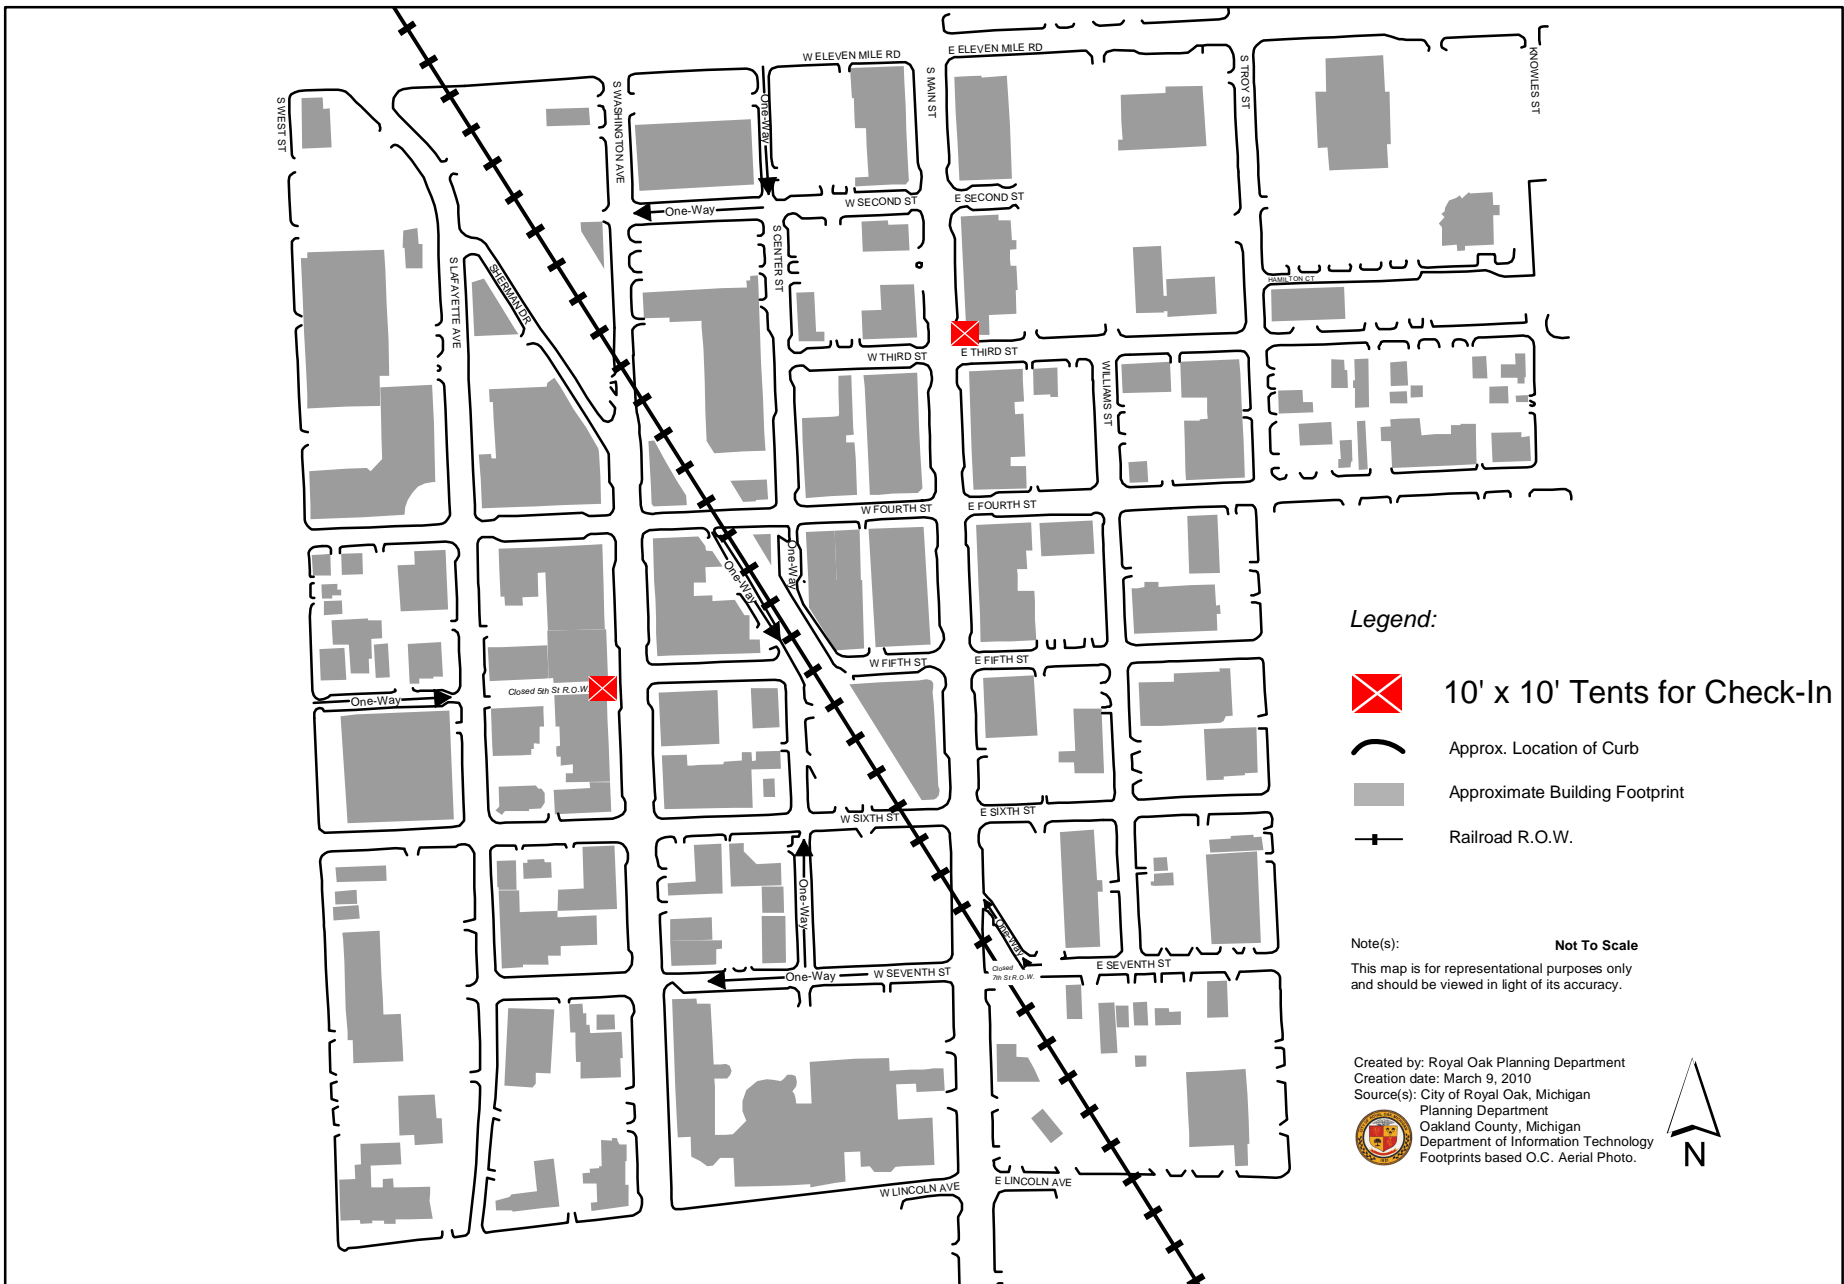 W ELEVEN MILE RD
E ELEVEN MILE RD
S WEST ST
S WASHINGTON AVE
One-Way
S MAIN ST
S TROY ST
KNOWLES ST
W SECOND ST
E SECOND ST
One-Way
S CENTER ST
S LAFAYETTE AVE
SHERMAN DR
HAMILTON CT
W THIRD ST
E THIRD ST
WILLIAMS ST
W FOURTH ST
E FOURTH ST
One-Way
One-Way
W FIFTH ST
E FIFTH ST
Closed 5th St R.O.W.
One-Way
W SIXTH ST
E SIXTH ST
One-Way
One-Way
W SEVENTH ST
One-Way
Closed
7th St R.O.W.
E SEVENTH ST
W LINCOLN AVE
E LINCOLN AVE
Legend:
10' x 10' Tents for Check-In
Approx. Location of Curb
Approximate Building Footprint
Railroad R.O.W.
Note(s):
Not To Scale
This map is for representational purposes only
and should be viewed in light of its accuracy.
Created by: Royal Oak Planning Department
Creation date: March 9, 2010
Source(s): City of Royal Oak, Michigan
Planning Department
Oakland County, Michigan
Department of Information Technology
Footprints based O.C. Aerial Photo.
N